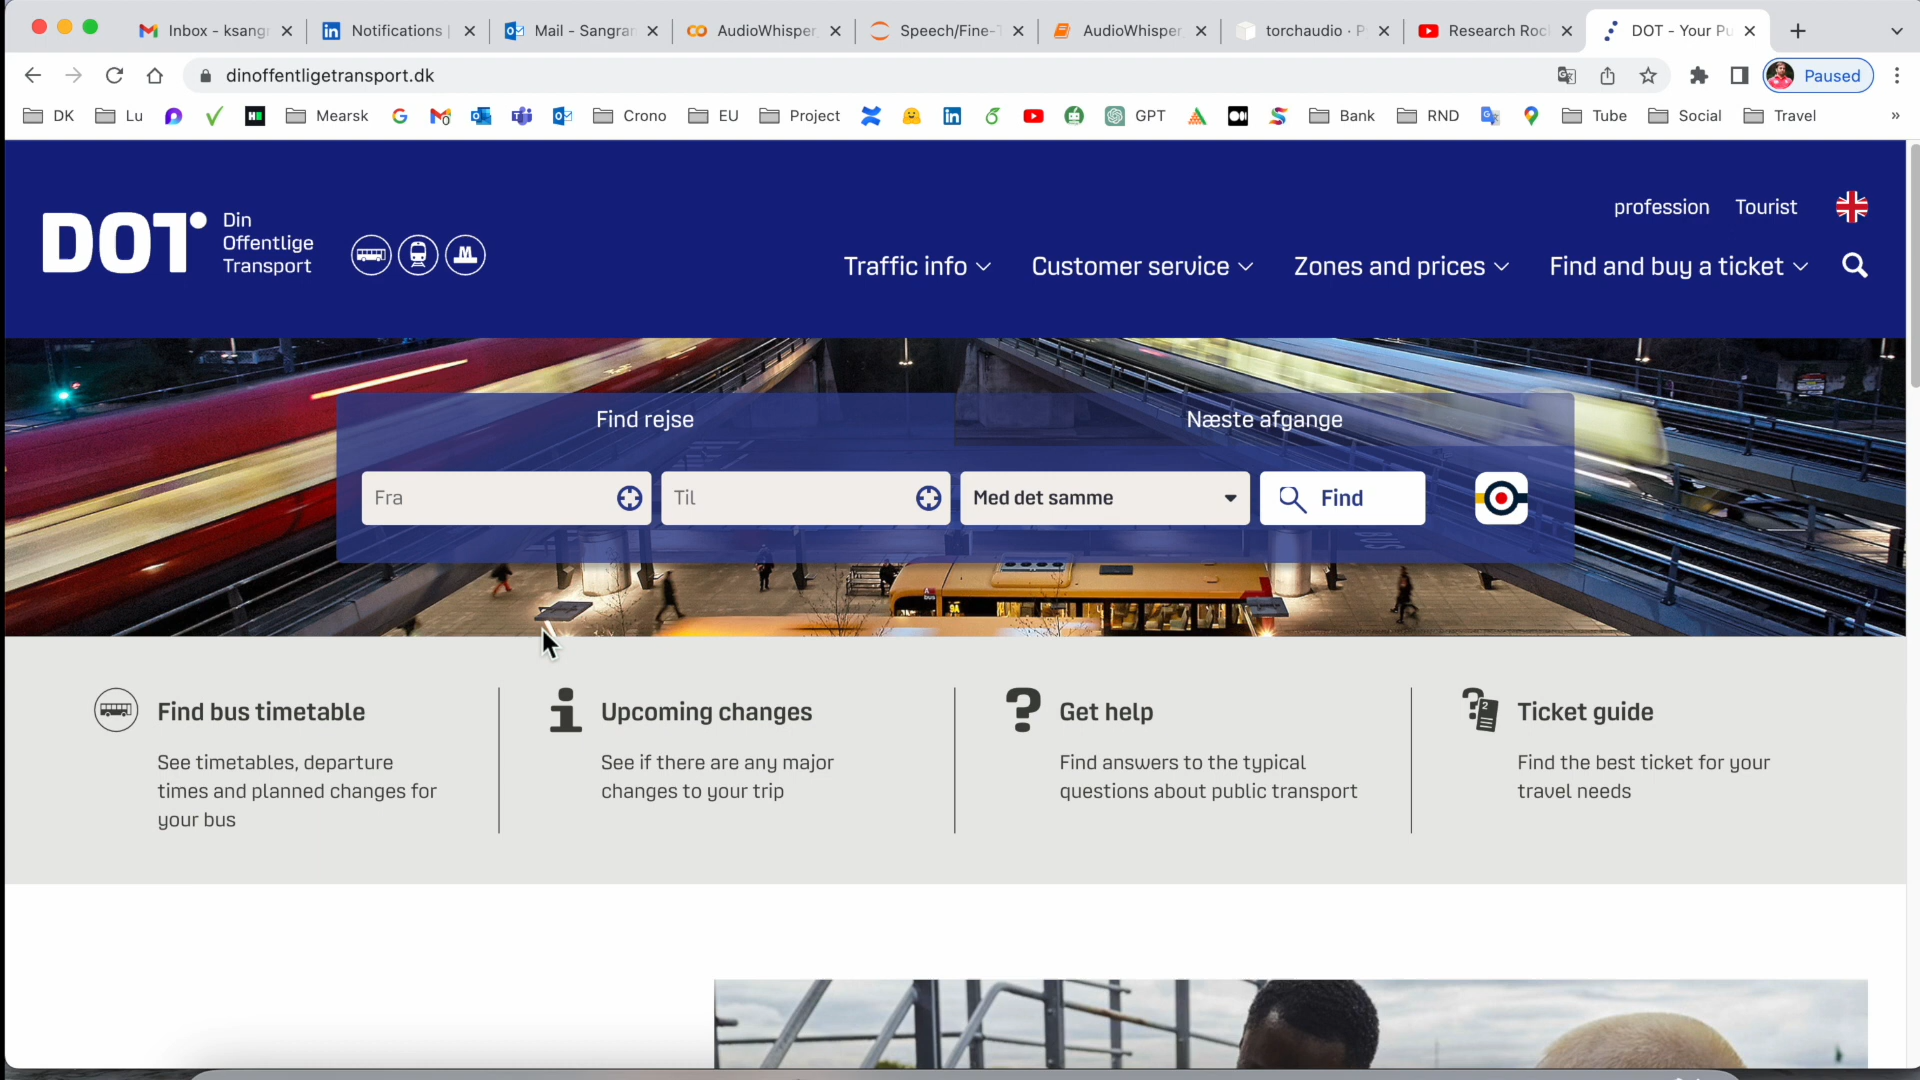 Inbox - ksangr
Notifications |
Mail - Sangran
AudioWhisper
Speech/Fine-T
AudioWhisper
torchaudio · P
Research Roc
DOT - Your Pu
dinoffentligetransport.dk
Paused
DK
Lu
Mearsk
Crono
EU
Project
GPT
Bank
RND
Tube
Social
Travel
»
profession
Tourist
DOT
Din
Offentlige
Transport
M
Traffic info
Customer service
Zones and prices
Find and buy a ticket
Find rejse
Næste afgange
Fra
Til
Med det samme
Find
BUS
A
bus
9A
Find bus timetable
See timetables, departure
times and planned changes for
your bus
Upcoming changes
See if there are any major
changes to your trip
Get help
Find answers to the typical
questions about public transport
Ticket guide
Find the best ticket for your
travel needs